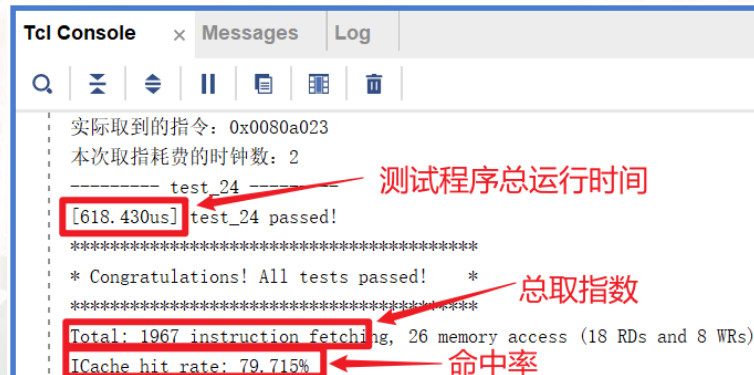 Tcl Console × Messages Log
实际取到的指令: 0x0080a023
本次取指耗费的时钟数: 2
--------- test_24 ---------
测试程序总运行时间
[618.430us] test_24 passed!
*******************************************
* Congratulations! All tests passed! *
*******************************************
总取指数
Total: 1967 instruction fetching, 26 memory access (18 RDs and 8 WRs)
ICache hit rate: 79.715%
命中率